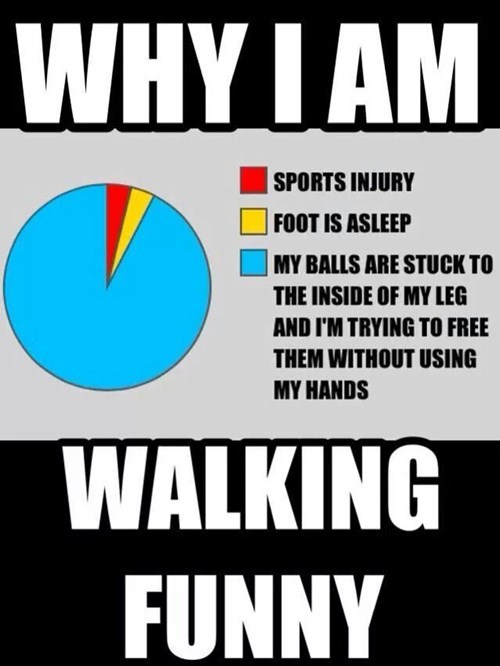 WHY I AM
SPORTS INJURY
FOOT IS ASLEEP
MY BALLS ARE STUCK TO
THE INSIDE OF MY LEG
AND I'M TRYING TO FREE
THEM WITHOUT USING
MY HANDS
WALKING
FUNNY